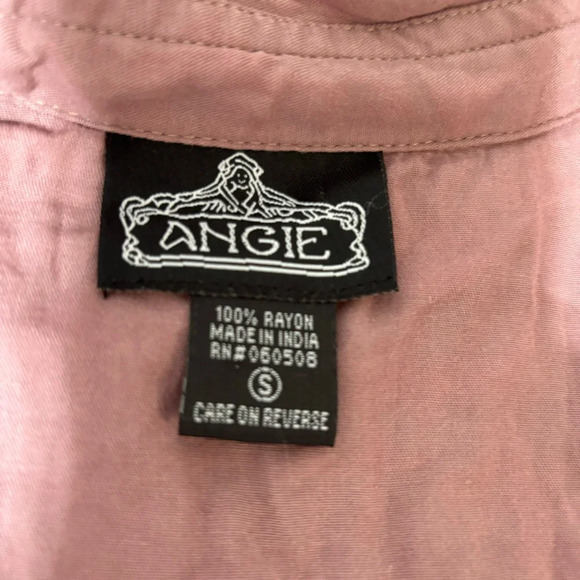 ANGIE
100% RAYON
MADE IN INDIA
RN#060508
S
CARE ON REVERSE